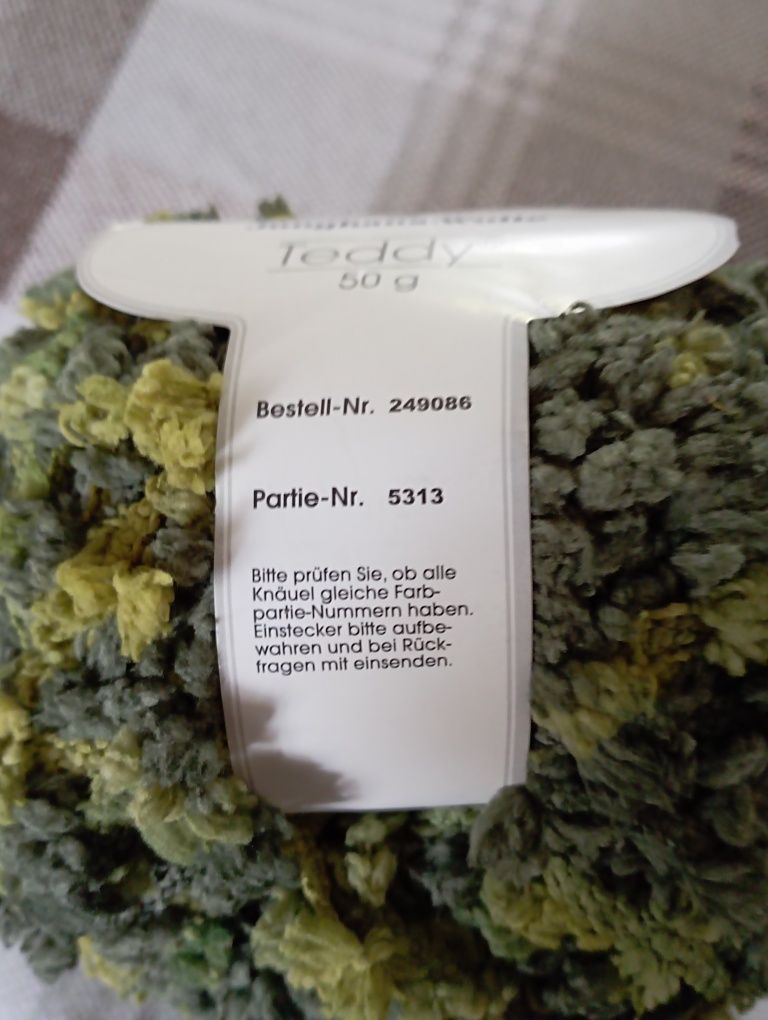 Teddy
50 g
Bestell-Nr. 249086
Partie-Nr. 5313
Bitte prüfen Sie, ob alle
Knäuel gleiche Farb-
partie-Nummern haben.
Einstecker bitte aufbe-
wahren und bei Rück-
fragen mit einsenden.